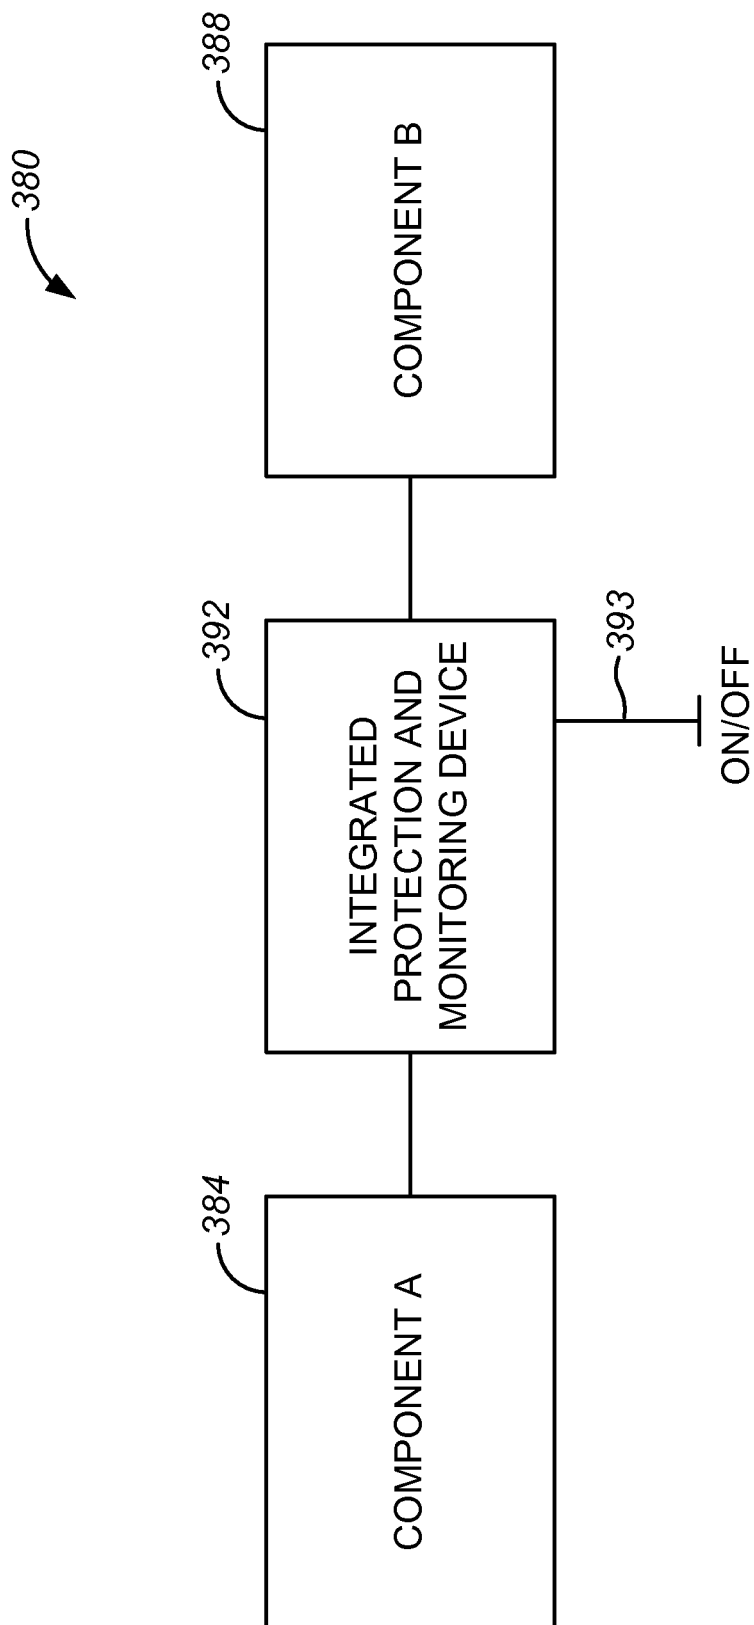 380
384
COMPONENT A
392
INTEGRATED
PROTECTION AND
MONITORING DEVICE
393
ON/OFF
388
COMPONENT B